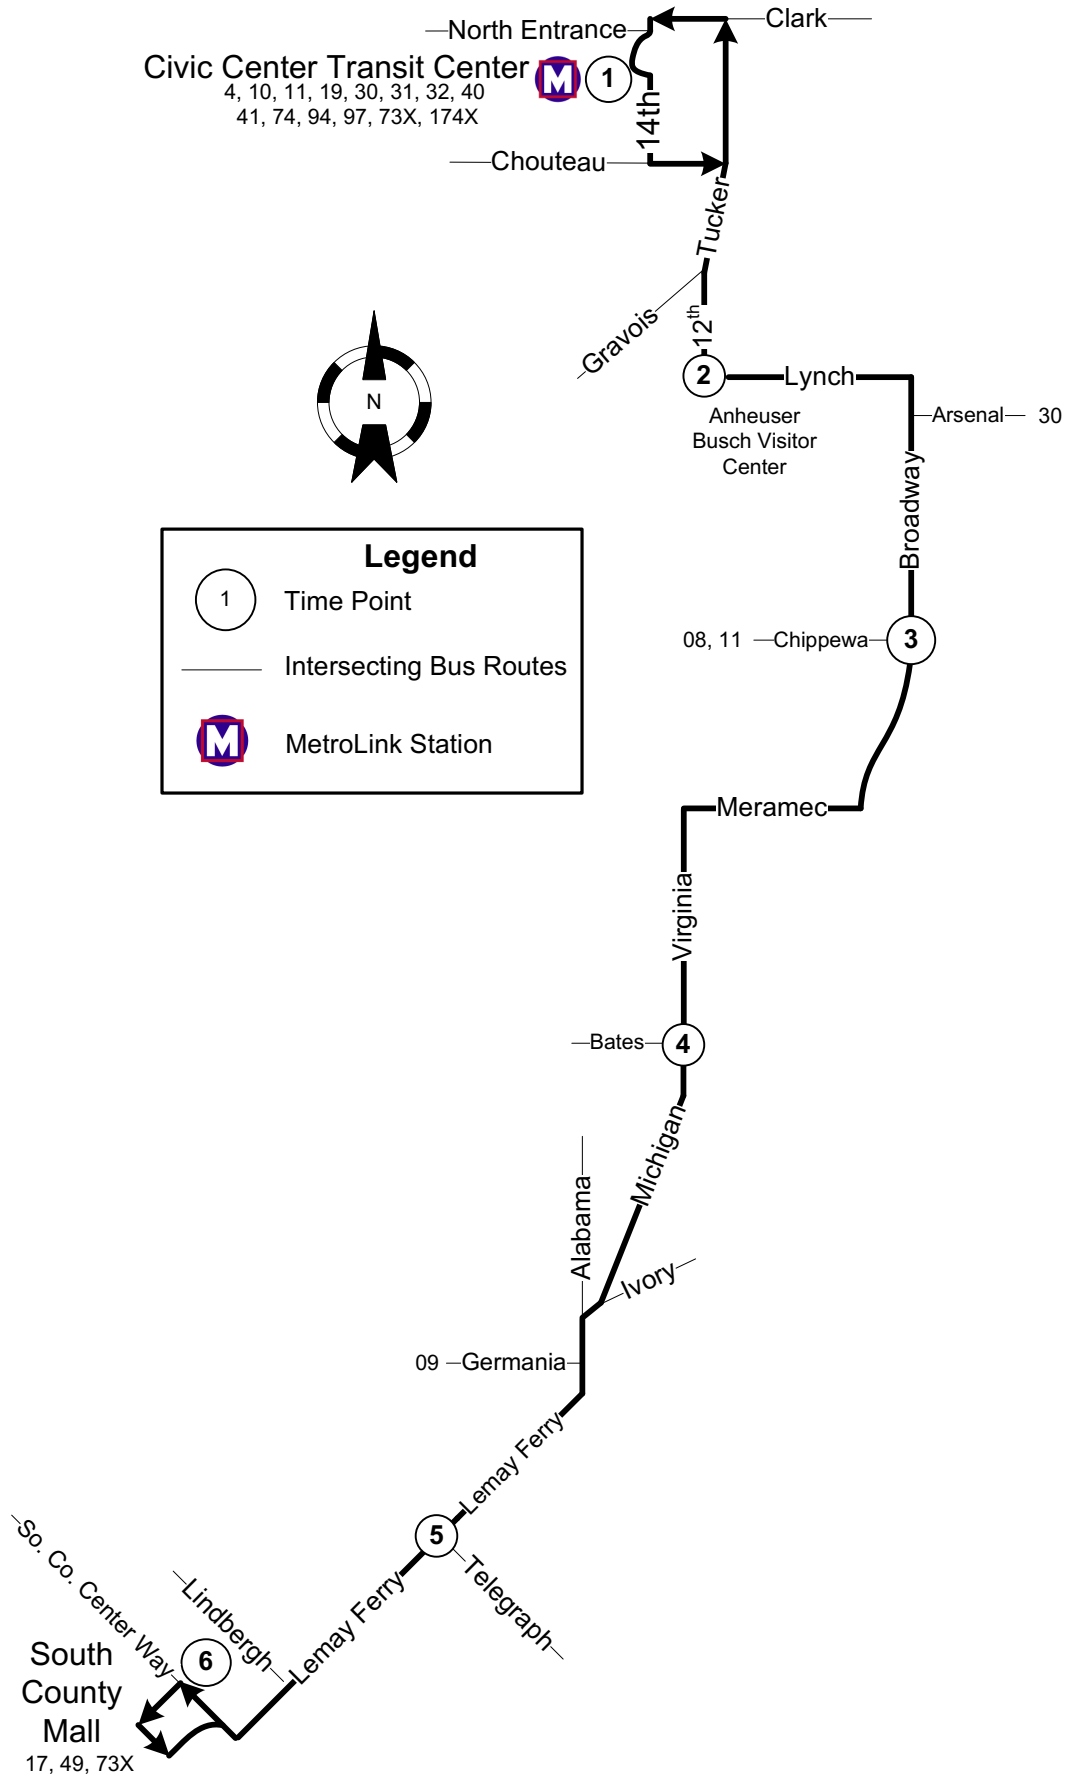 North Entrance
Clark
Civic Center Transit Center
M
1
4, 10, 11, 19, 30, 31, 32, 40
41, 74, 94, 97, 73X, 174X
14th
Chouteau
Tucker
Gravois
12th
2
Lynch
Anheuser
Busch Visitor
Center
Arsenal
30
N
Broadway
Legend
1
Time Point
Intersecting Bus Routes
M
MetroLink Station
08, 11
Chippewa
3
Meramec
Virginia
Bates
4
Michigan
Alabama
Ivory
09
Germania
Lemay Ferry
5
Telegraph
Lemay Ferry
So. Co. Center Way
Lindbergh
6
South
County
Mall
17, 49, 73X